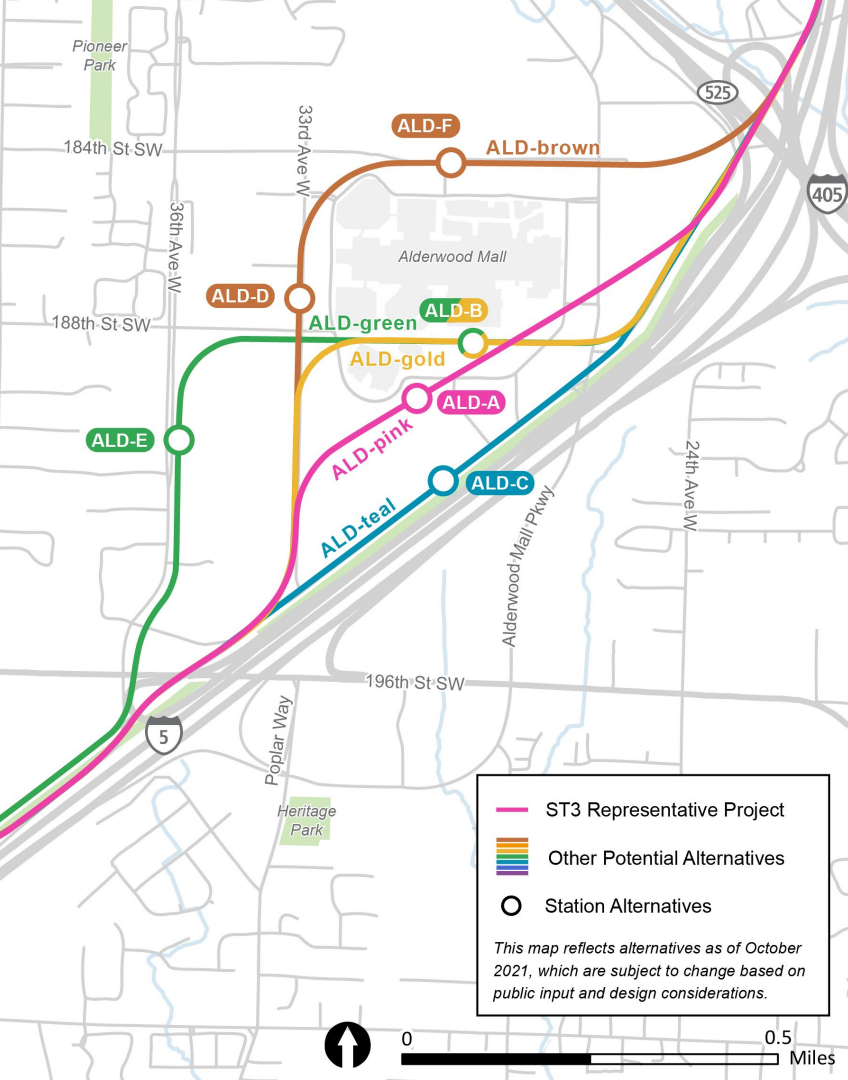 Pioneer
Park
525
33rd Ave W
ALD-F
184th St SW
ALD-brown
405
36th Ave W
Alderwood Mall
ALD-D
ALD-B
188th St SW
ALD-green
ALD-gold
ALD-A
ALD-E
ALD-pink
24th Ave W
ALD-C
ALD-teal
Alderwood Mall Pkwy
196th St SW
5
Poplar Way
Heritage
Park
ST3 Representative Project
Other Potential Alternatives
Station Alternatives
This map reflects alternatives as of October
2021, which are subject to change based on
public input and design considerations.
0
0.5
Miles